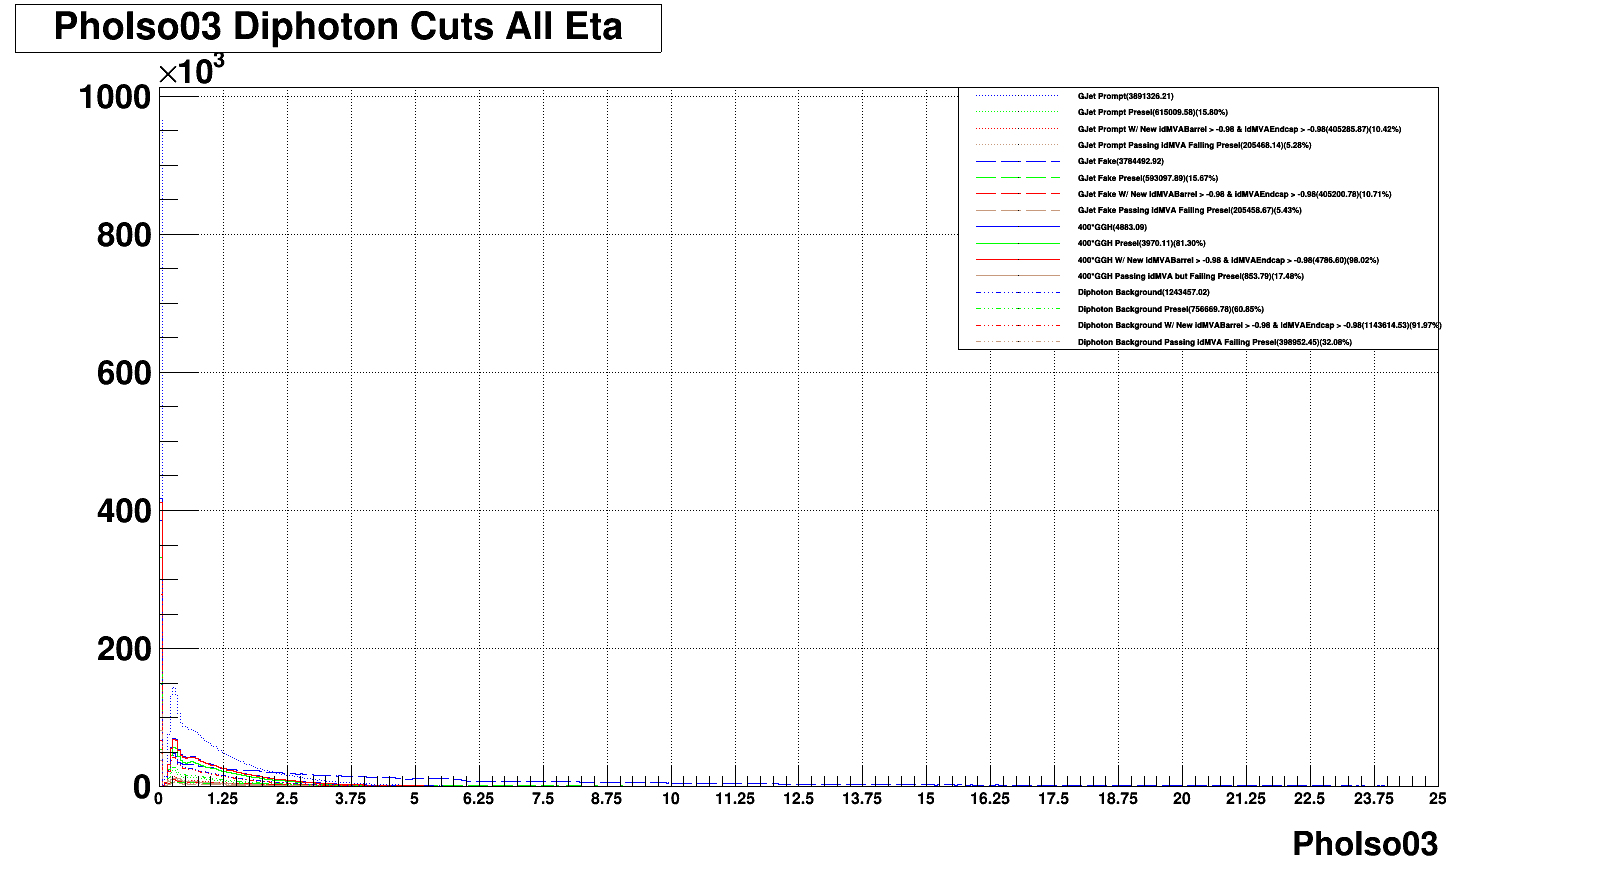 PhoIso03 Diphoton Cuts All Eta
×10³
1000
800
600
400
200
0
GJet Prompt(3891326.21)
GJet Prompt Presel(615009.58)(15.80%)
GJet Prompt W/ New idMVABarrel > -0.98 & idMVAEndcap > -0.98(405285.87)(10.42%)
GJet Prompt Passing idMVA Failing Presel(205468.14)(5.28%)
GJet Fake(3784492.92)
GJet Fake Presel(593097.89)(15.67%)
GJet Fake W/ New idMVABarrel > -0.98 & idMVAEndcap > -0.98(405200.78)(10.71%)
GJet Fake Passing idMVA Failing Presel(205458.67)(5.43%)
400*GGH(4883.09)
400*GGH Presel(3970.11)(81.30%)
400*GGH W/ New idMVABarrel > -0.98 & idMVAEndcap > -0.98(4786.60)(98.02%)
400*GGH Passing idMVA but Failing Presel(853.79)(17.48%)
Diphoton Background(1243457.02)
Diphoton Background Presel(756669.78)(60.85%)
Diphoton Background W/ New idMVABarrel > -0.98 & idMVAEndcap > -0.98(1143614.53)(91.97%)
Diphoton Background Passing idMVA Failing Presel(398952.45)(32.08%)
0 1.25 2.5 3.75 5 6.25 7.5 8.75 10 11.25 12.5 13.75 15 16.25 17.5 18.75 20 21.25 22.5 23.75 25
PhoIso03